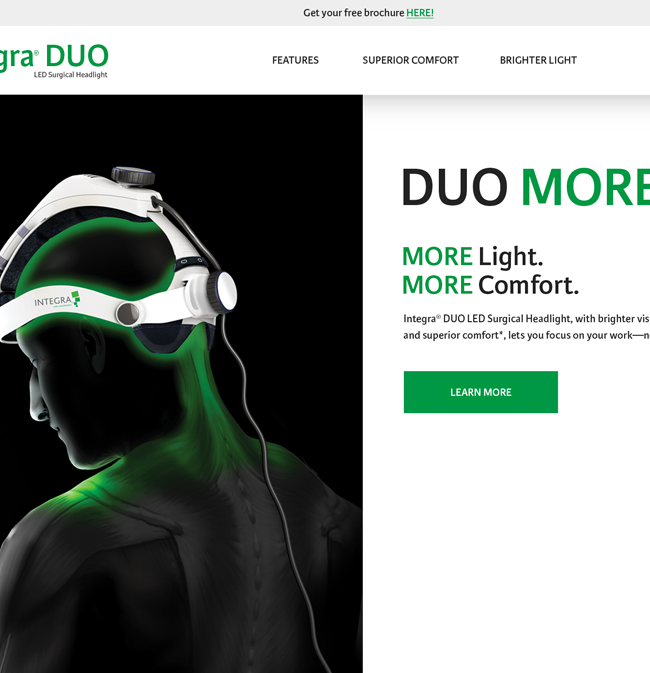 Get your free brochure HERE!
gra® DUO
LED Surgical Headlight
FEATURES
SUPERIOR COMFORT
BRIGHTER LIGHT
DUO MORE
MORE Light.
MORE Comfort.
Integra® DUO LED Surgical Headlight, with brighter vis
and superior comfort*, lets you focus on your work—n
LEARN MORE
INTEGRA